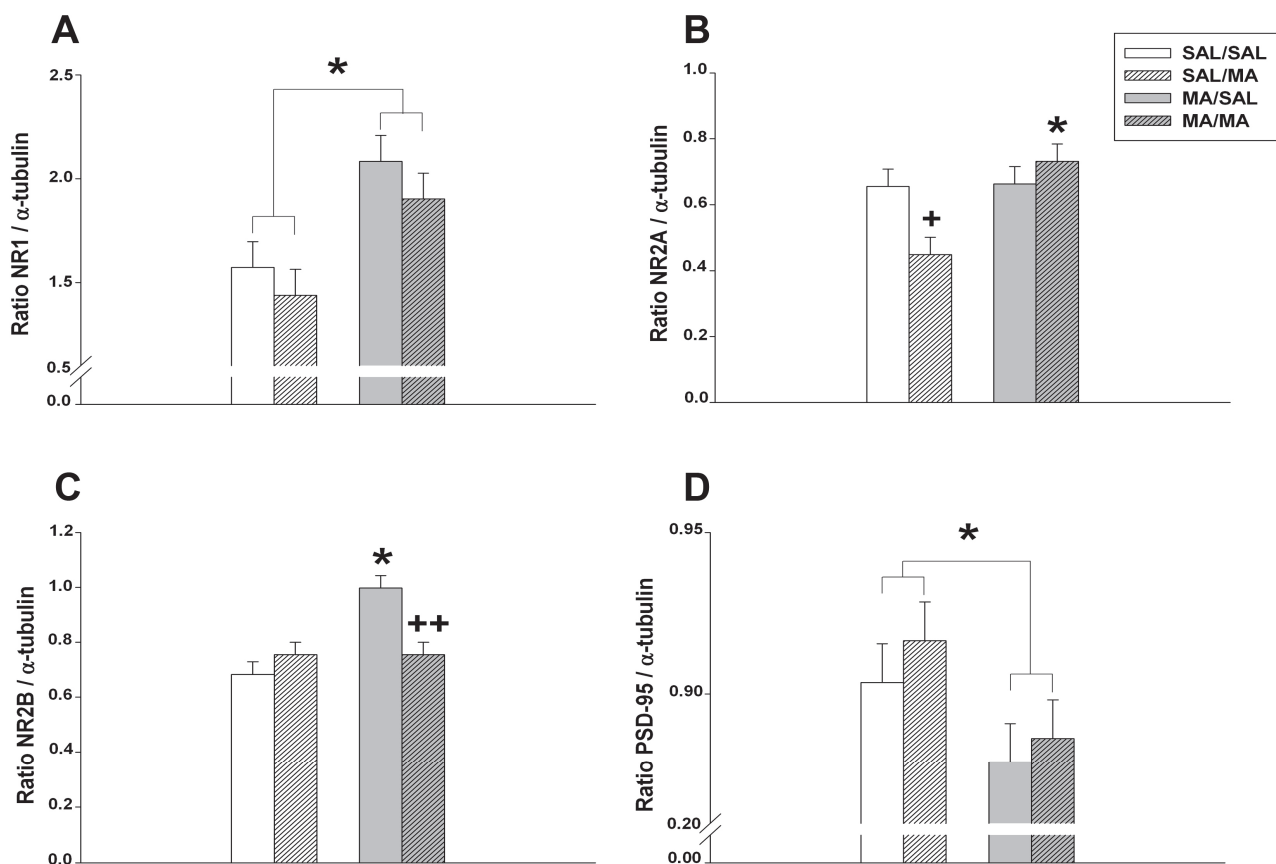 A
Ratio NR1 / α-tubulin
2.5
2.0
1.5
0.5
0.0
*
B
Ratio NR2A / α-tubulin
1.0
0.8
0.6
0.4
0.2
0.0
+
*
SAL/SAL
SAL/MA
MA/SAL
MA/MA
C
Ratio NR2B / α-tubulin
1.2
1.0
0.8
0.6
0.4
0.2
0.0
*
++
D
Ratio PSD-95 / α-tubulin
0.95
0.90
0.20
0.00
*